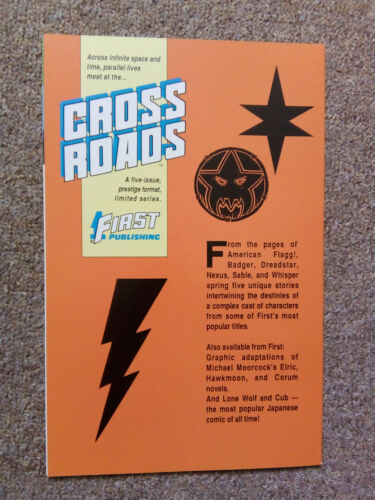 Across infinite space and
time, parallel lives
meet at the...
CROSS
ROADS
TM
A five-issue,
prestige format,
limited series.
FIRST
PUBLISHING
From the pages of
American Flagg!,
Badger, Dreadstar,
Nexus, Sable, and Whisper
spring five unique stories
intertwining the destinies of
a complex cast of characters
from some of First's most
popular titles.
Also available from First:
Graphic adaptations of
Michael Moorcock's Elric,
Hawkmoon, and Corum
novels.
And Lone Wolf and Cub —
the most popular Japanese
comic of all time!